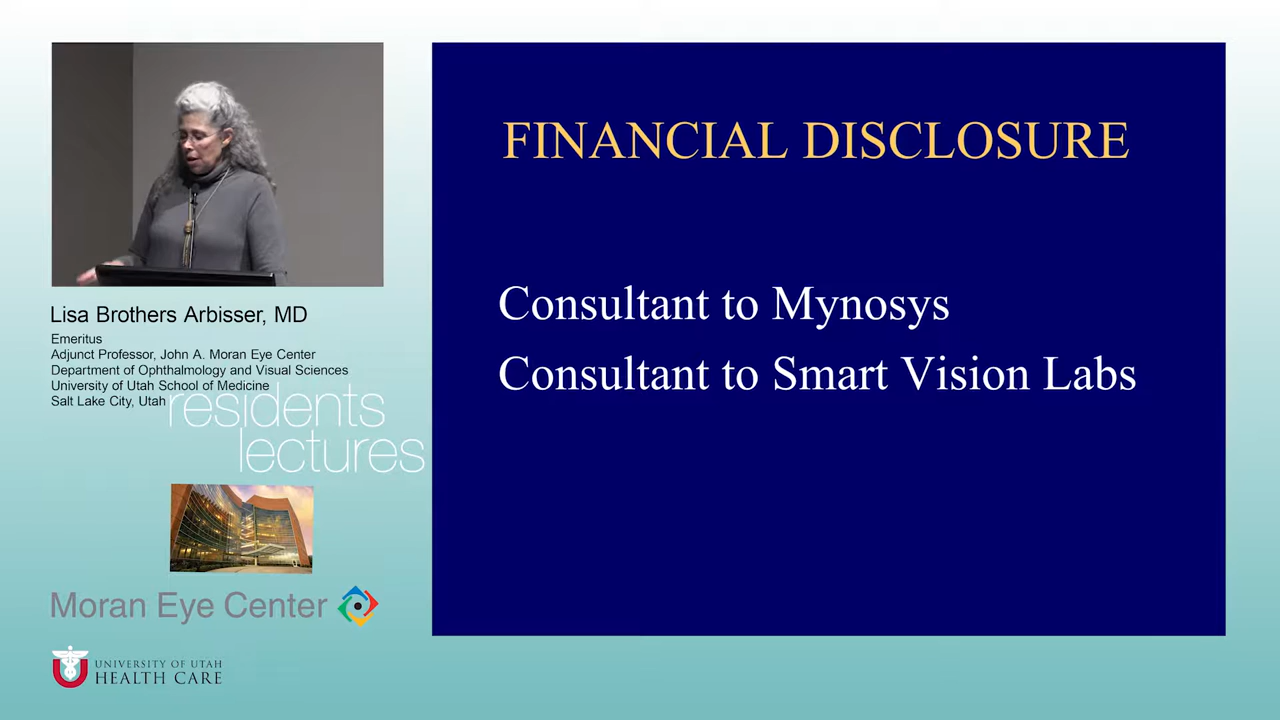 FINANCIAL DISCLOSURE
Consultant to Mynosys
Consultant to Smart Vision Labs
Lisa Brothers Arbisser, MD
Emeritus
Adjunct Professor, John A. Moran Eye Center
Department of Ophthalmology and Visual Sciences
University of Utah School of Medicine
Salt Lake City, Utah
residents
lectures
Moran Eye Center
UNIVERSITY OF UTAH
HEALTH CARE